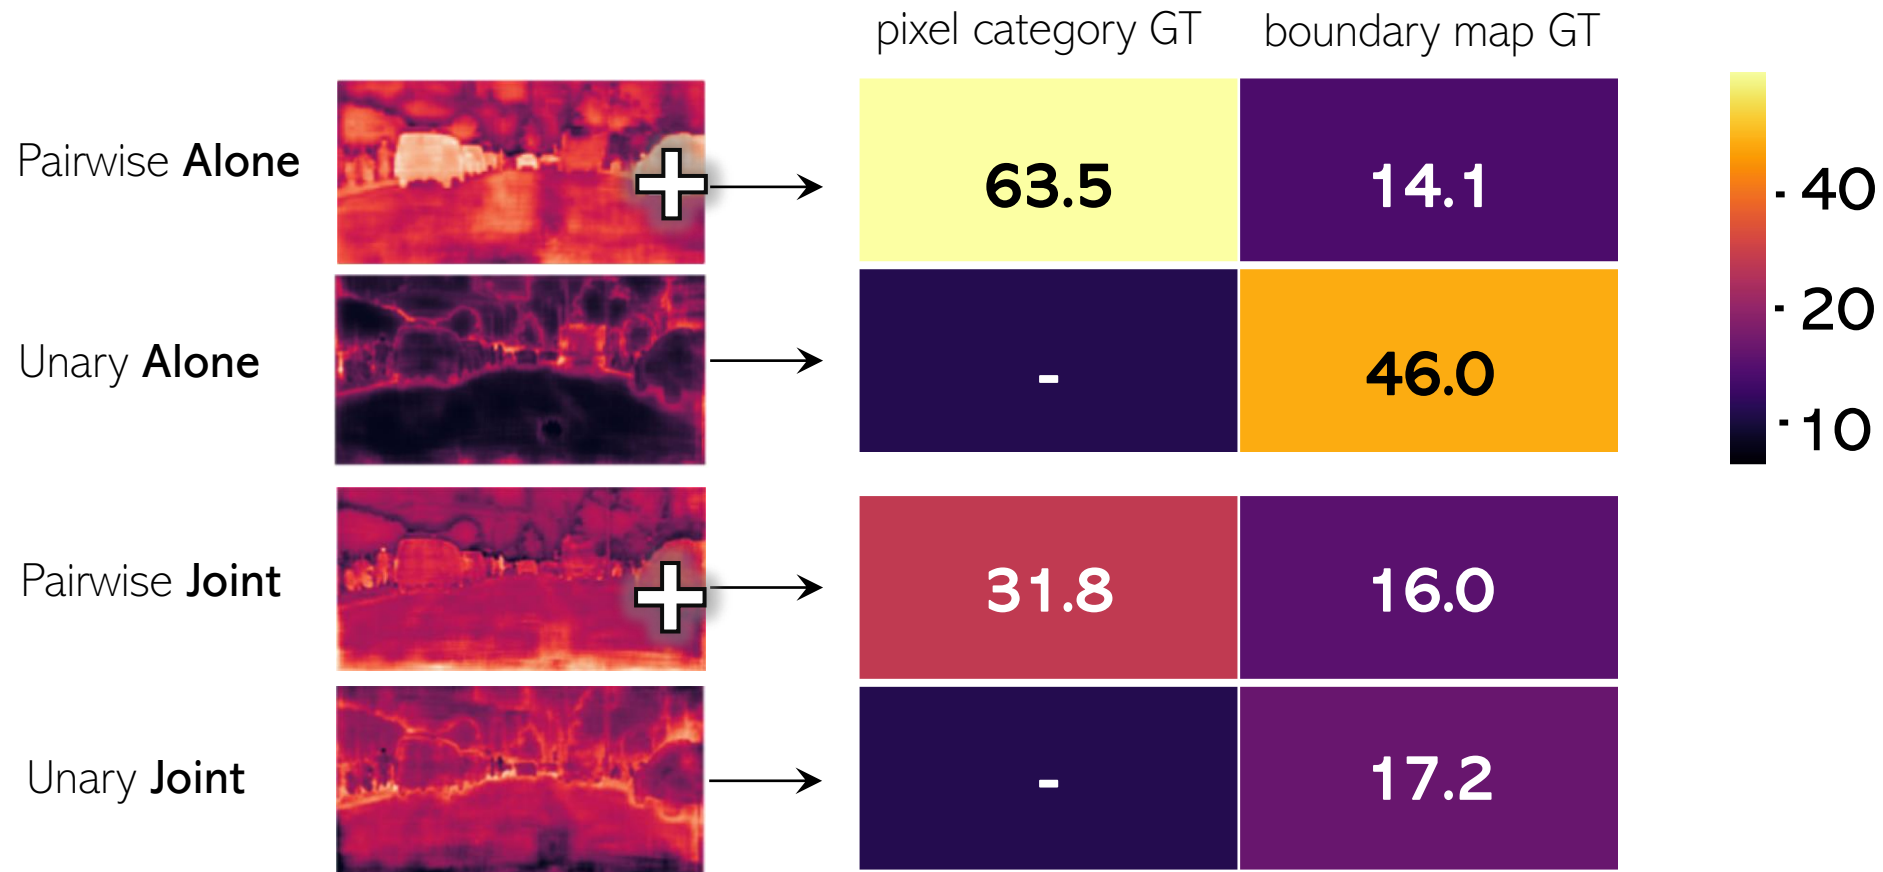 pixel category GT boundary map GT
Pairwise Alone 63.5 14.1
Unary Alone - 46.0
Pairwise Joint 31.8 16.0
Unary Joint - 17.2
- 40
- 20
- 10